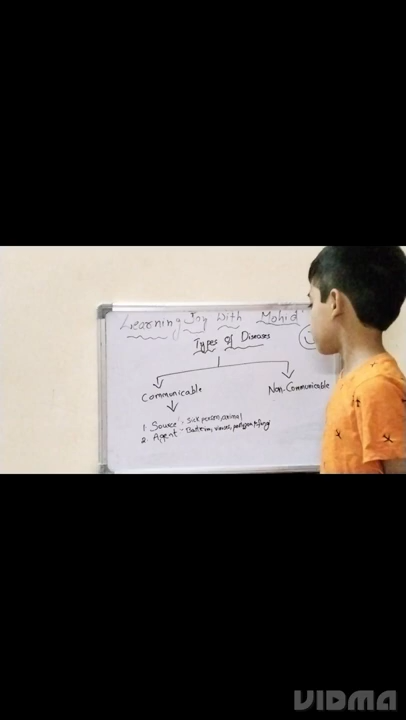 Learning Joy With Mohid
Types of Diseases
Communicable
Non-Communicable
1 Source :- Sick person, animal
2 Agent - Bacteria, viruses, fungi
VIDMA